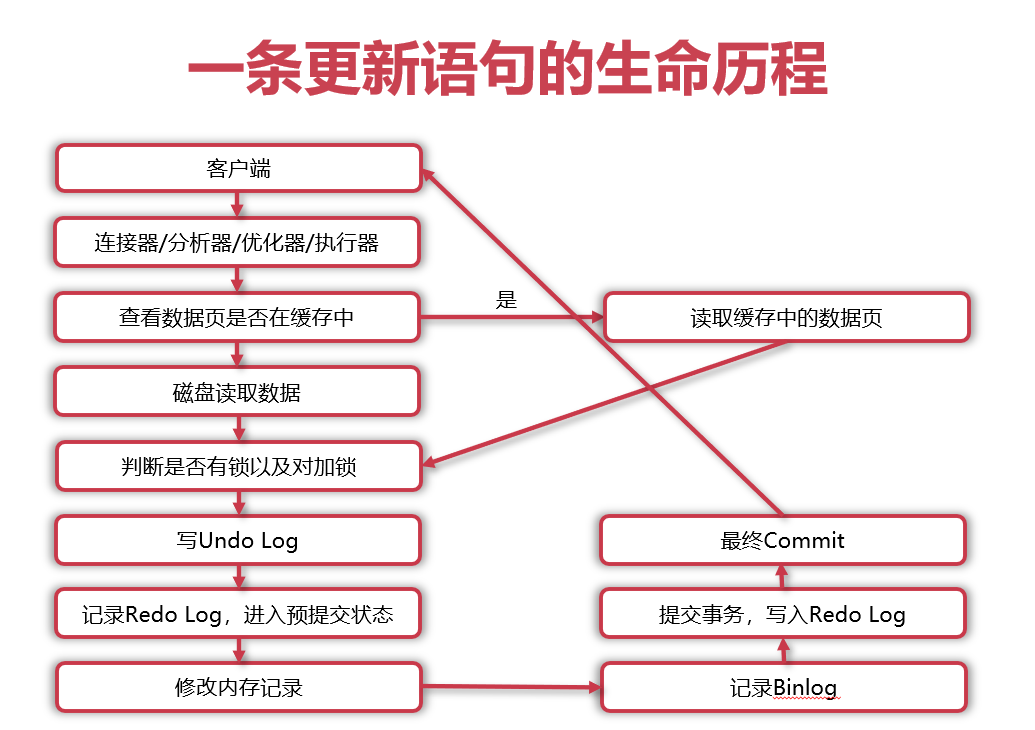 一条更新语句的生命历程
客户端
连接器/分析器/优化器/执行器
查看数据页是否在缓存中
是
读取缓存中的数据页
磁盘读取数据
判断是否有锁以及对加锁
写Undo Log
记录Redo Log，进入预提交状态
修改内存记录
记录Binlog
提交事务，写入Redo Log
最终Commit